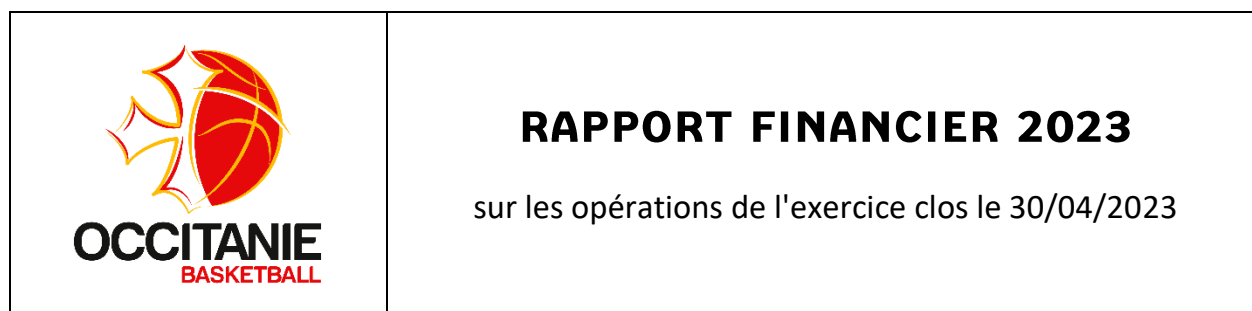 OCCITANIE
BASKETBALL
RAPPORT FINANCIER 2023
sur les opérations de l'exercice clos le 30/04/2023